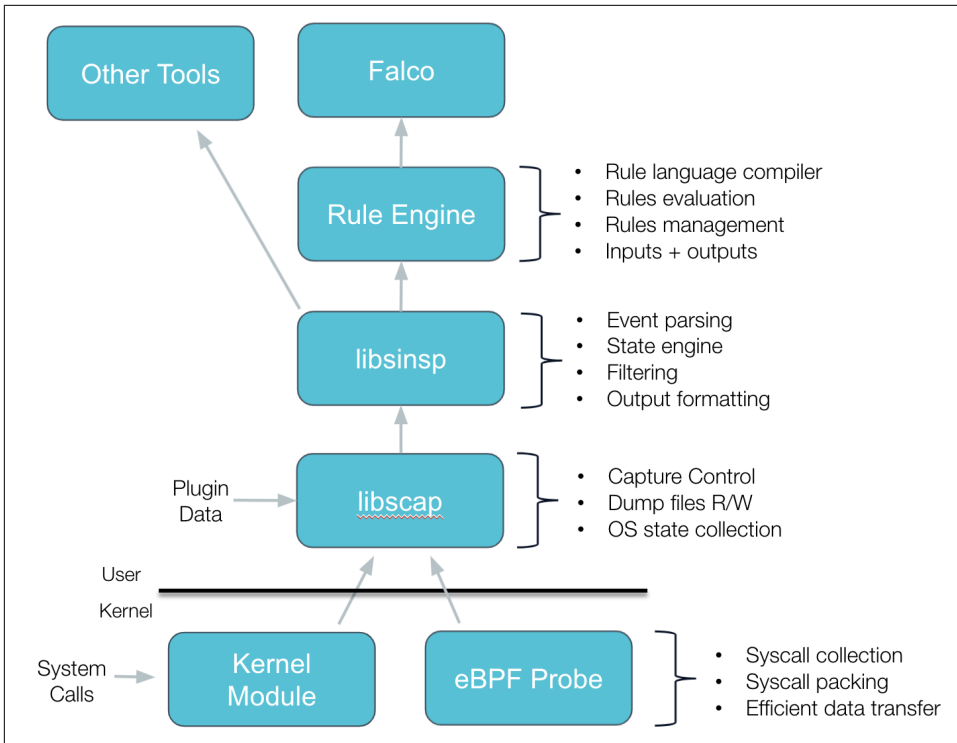 Other Tools
Falco
Rule Engine
• Rule language compiler
• Rules evaluation
• Rules management
• Inputs + outputs
libsinsp
• Event parsing
• State engine
• Filtering
• Output formatting
Plugin
Data
libscap
• Capture Control
• Dump files R/W
• OS state collection
User
Kernel
System
Calls
Kernel
Module
eBPF Probe
• Syscall collection
• Syscall packing
• Efficient data transfer